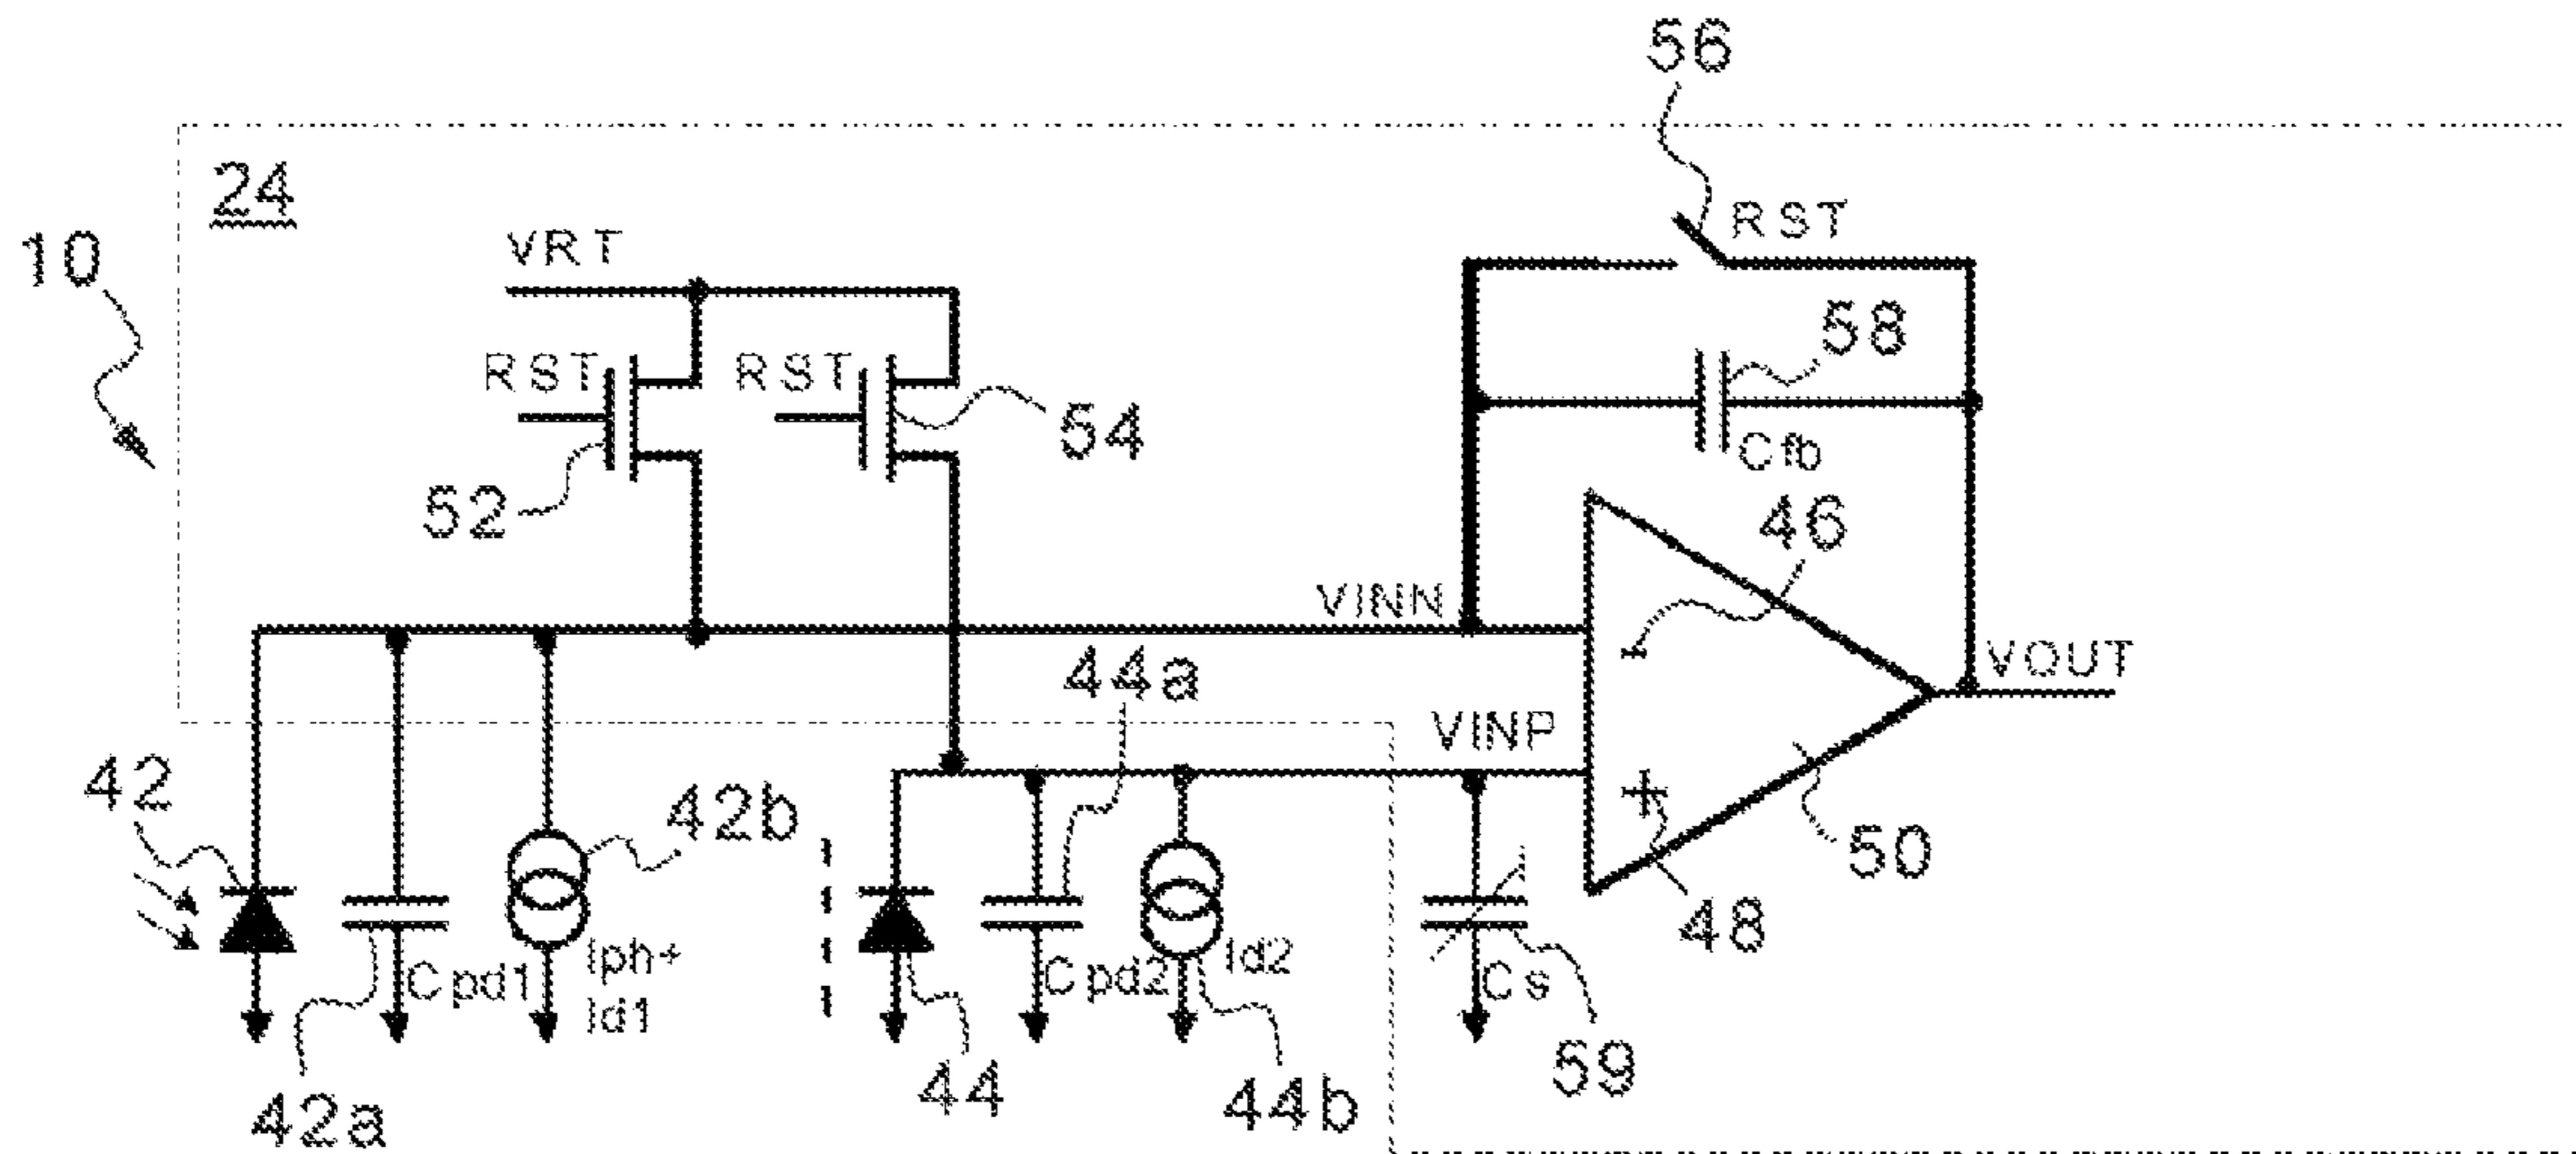 56
24
RST
10
VRT
58
RST
RST
54
Cfb
46
52
VINN
44a
VOUT
VINP
42
42b
50
48
Iph+
Id1
Cpd1
Cpd2
Id2
Cs
59
44
44b
42a
-
+